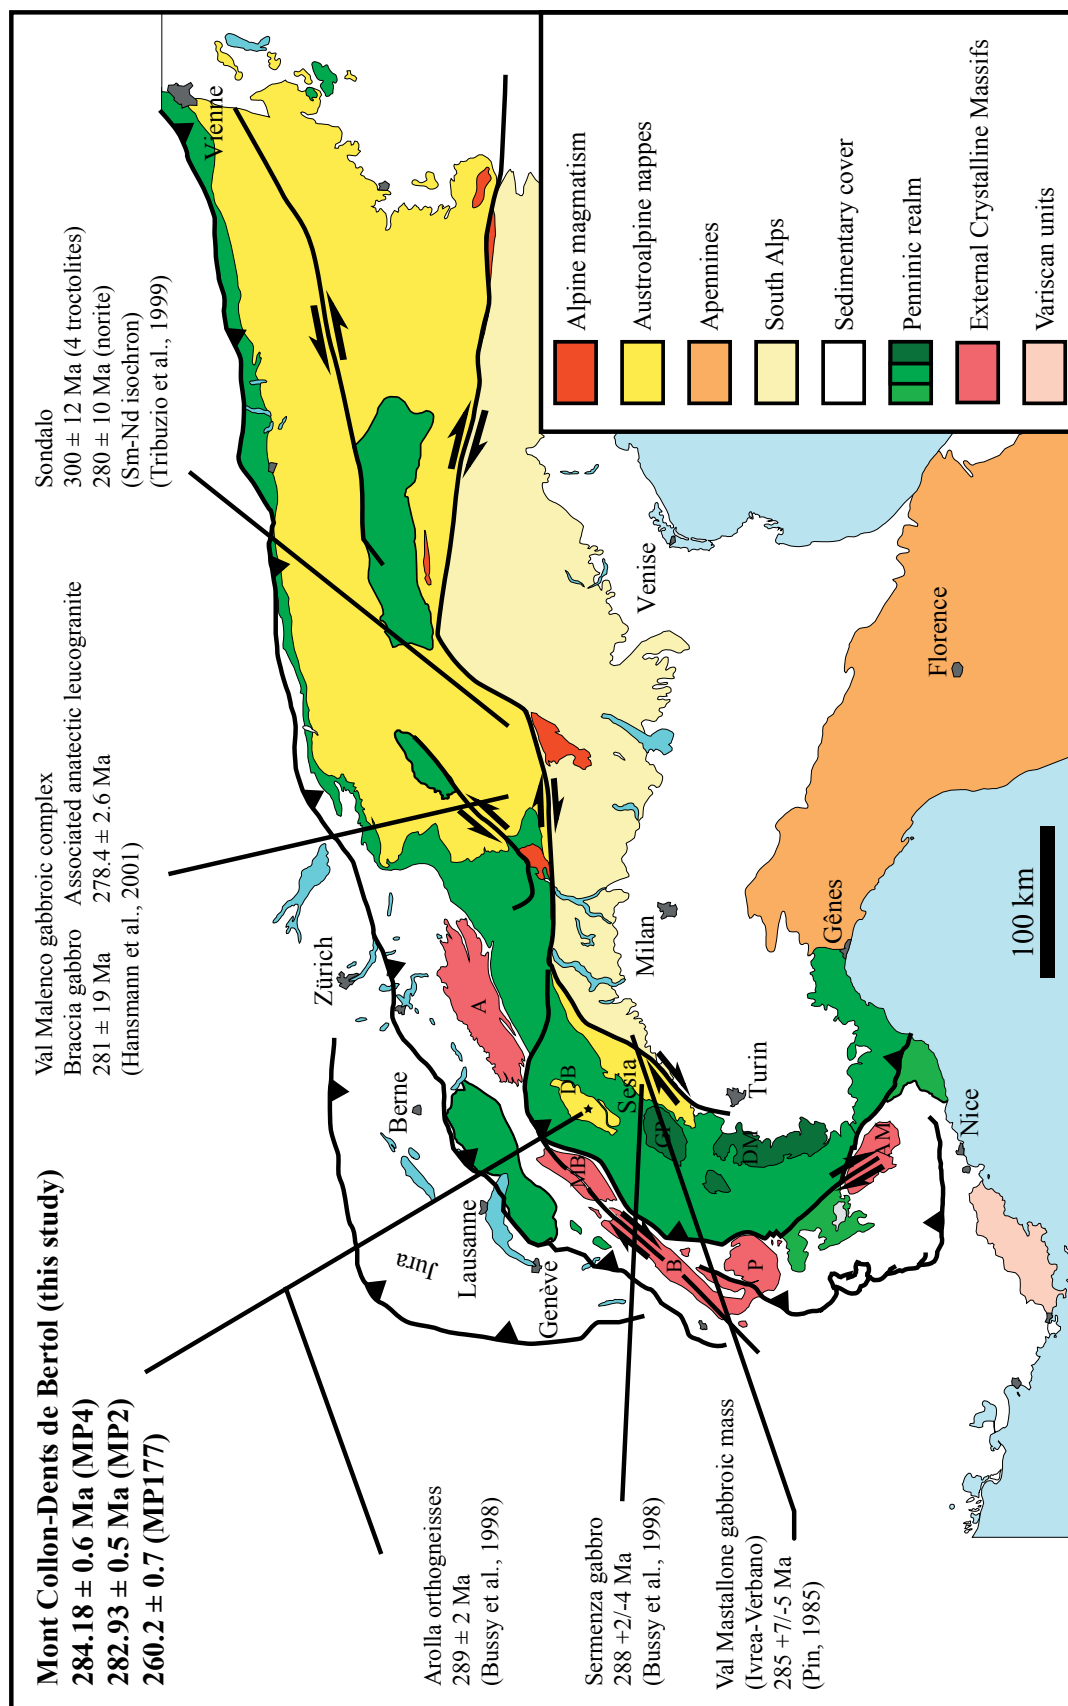 Mont Collon-Dents de Bertol (this study)
284.18 ± 0.6 Ma (MP4)
282.93 ± 0.5 Ma (MP2)
260.2 ± 0.7 (MP177)
Val Malenco gabbroic complex
Braccia gabbro Associated anatectic leucogranite
281 ± 19 Ma 278.4 ± 2.6 Ma
(Hansmann et al., 2001)
Sondalo
300 ± 12 Ma (4 troctolites)
280 ± 10 Ma (norite)
(Sm-Nd isochron)
(Tribuzio et al., 1999)
Arolla orthogneisses
289 ± 2 Ma
(Bussy et al., 1998)
Sermenza gabbro
288 +2/-4 Ma
(Bussy et al., 1998)
Val Mastallone gabbroic mass
(Ivrea-Verbano)
285 +7/-5 Ma
(Pin, 1985)
Vienne
Zürich
Berne
Jura
Lausanne
Genève
A
DB
MB
Sesia
GP
DM
B
P
AM
Turin
Milan
Venise
Gênes
Nice
Florence
100 km
Alpine magmatism
Austroalpine nappes
Apennines
South Alps
Sedimentary cover
Penninic realm
External Crystalline Massifs
Variscan units